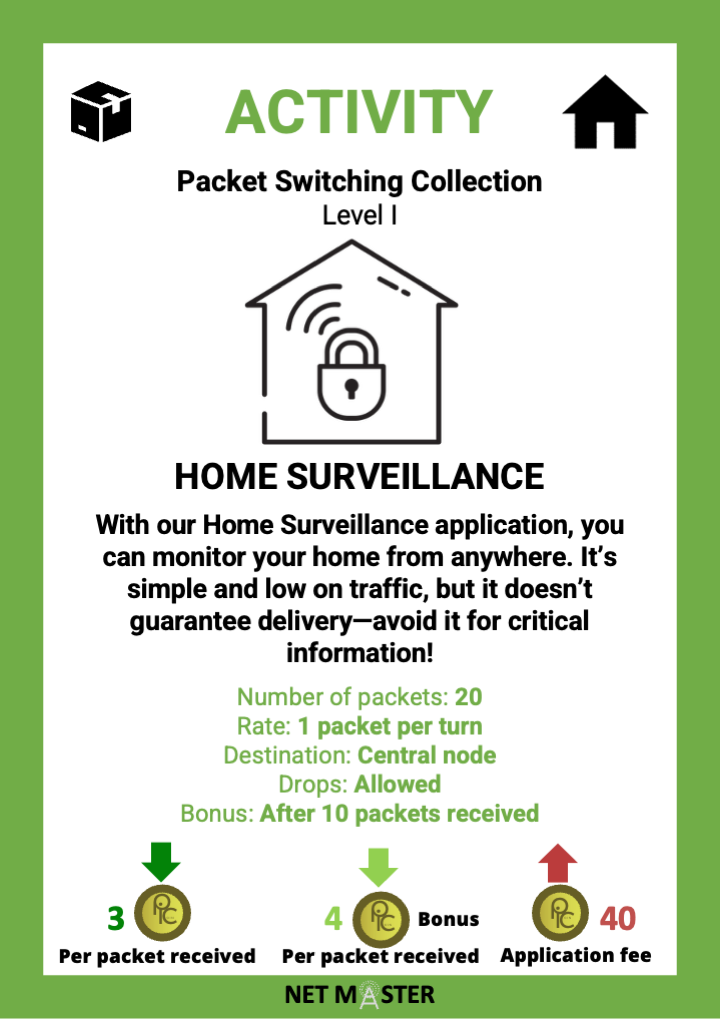 ACTIVITY
Packet Switching Collection
Level I
HOME SURVEILLANCE
With our Home Surveillance application, you
can monitor your home from anywhere. It’s
simple and low on traffic, but it doesn’t
guarantee delivery—avoid it for critical
information!
Number of packets: 20
Rate: 1 packet per turn
Destination: Central node
Drops: Allowed
Bonus: After 10 packets received
3
Per packet received
4 Bonus
Per packet received
40
Application fee
NET MASTER